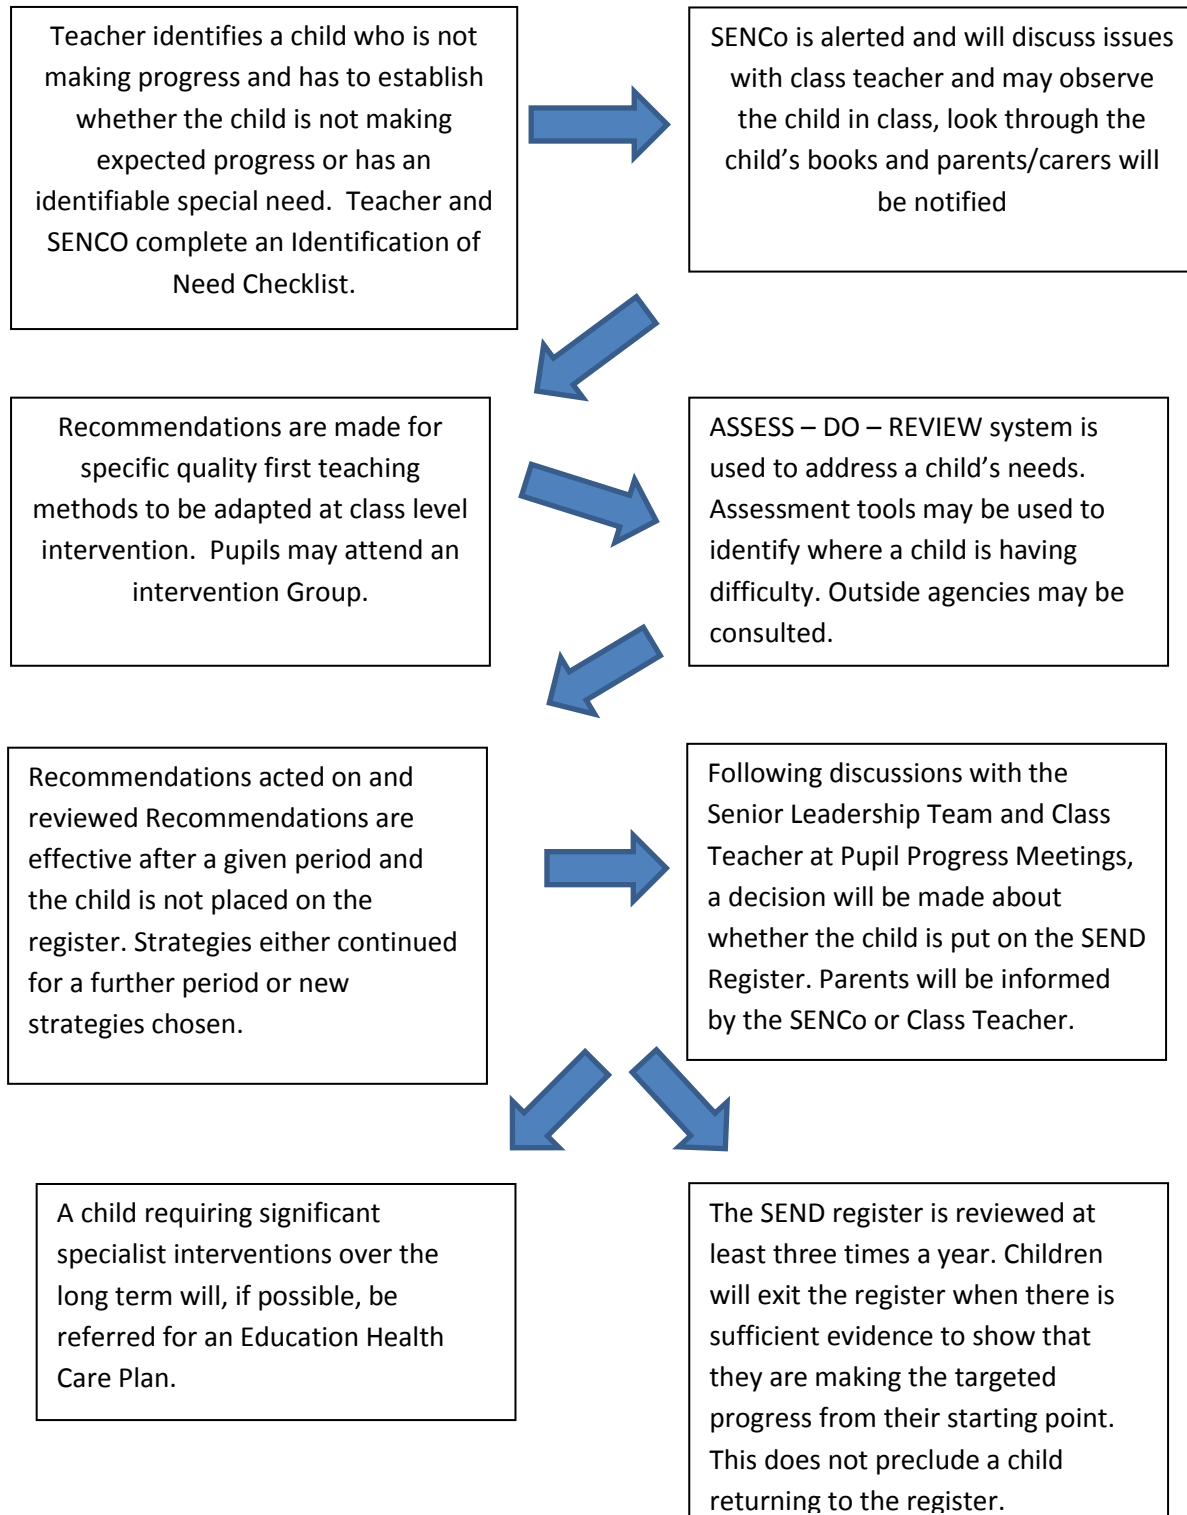 Teacher identifies a child who is not
making progress and has to establish
whether the child is not making
expected progress or has an
identifiable special need.  Teacher and
SENCO complete an Identification of
Need Checklist.
SENCo is alerted and will discuss issues
with class teacher and may observe
the child in class, look through the
child’s books and parents/carers will
be notified
Recommendations are made for
specific quality first teaching
methods to be adapted at class level
intervention.  Pupils may attend an
intervention Group.
ASSESS – DO – REVIEW system is
used to address a child’s needs.
Assessment tools may be used to
identify where a child is having
difficulty. Outside agencies may be
consulted.
Recommendations acted on and
reviewed Recommendations are
effective after a given period and
the child is not placed on the
register. Strategies either continued
for a further period or new
strategies chosen.
Following discussions with the
Senior Leadership Team and Class
Teacher at Pupil Progress Meetings,
a decision will be made about
whether the child is put on the SEND
Register. Parents will be informed
by the SENCo or Class Teacher.
A child requiring significant
specialist interventions over the
long term will, if possible, be
referred for an Education Health
Care Plan.
The SEND register is reviewed at
least three times a year. Children
will exit the register when there is
sufficient evidence to show that
they are making the targeted
progress from their starting point.
This does not preclude a child
returning to the register.